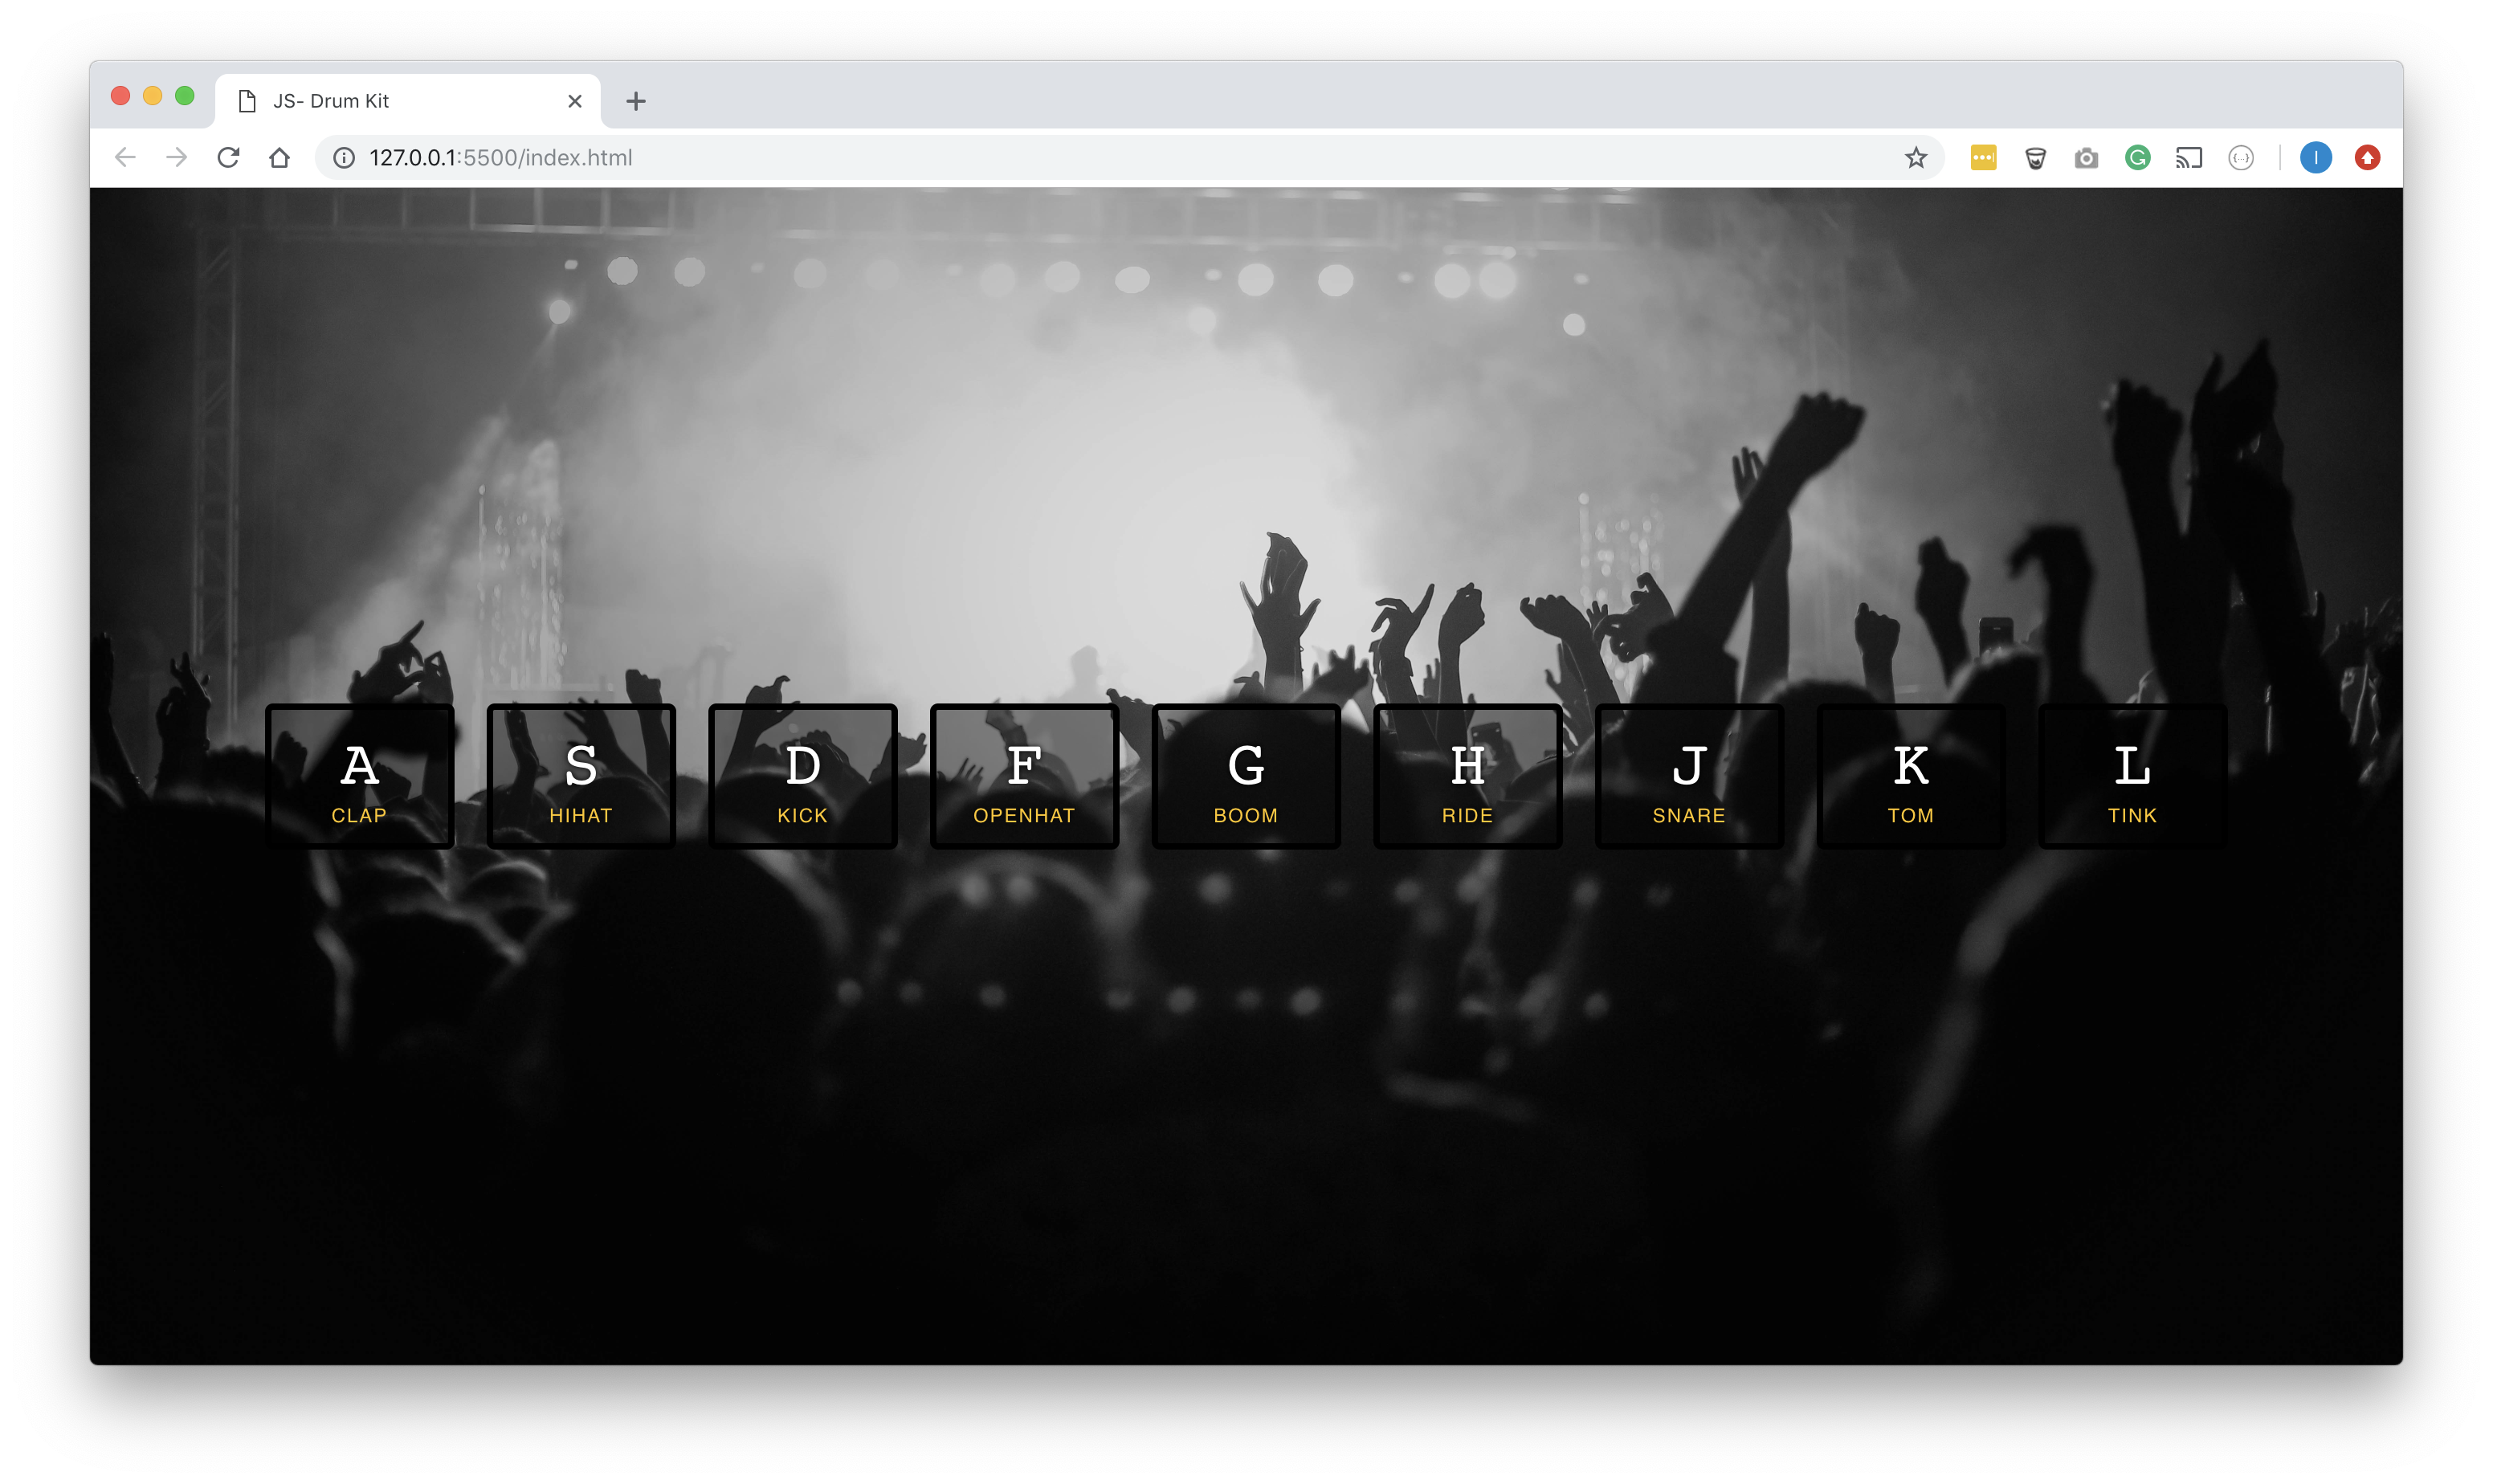 JS- Drum Kit
127.0.0.1:5500/index.html
I
A S D F G H J K L
CLAP HIHAT KICK OPENHAT BOOM RIDE SNARE TOM TINK